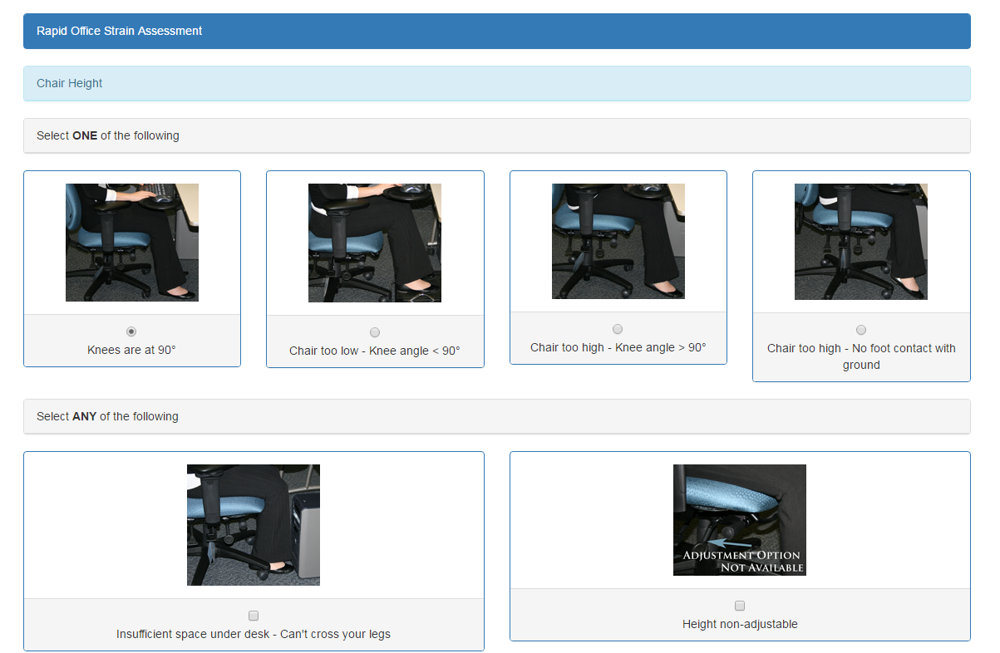 Rapid Office Strain Assessment
Chair Height
Select ONE of the following
Knees are at 90°
Chair too low - Knee angle < 90°
Chair too high - Knee angle > 90°
Chair too high - No foot contact with
ground
Select ANY of the following
Adjustment Option
Not Available
Insufficient space under desk - Can't cross your legs
Height non-adjustable